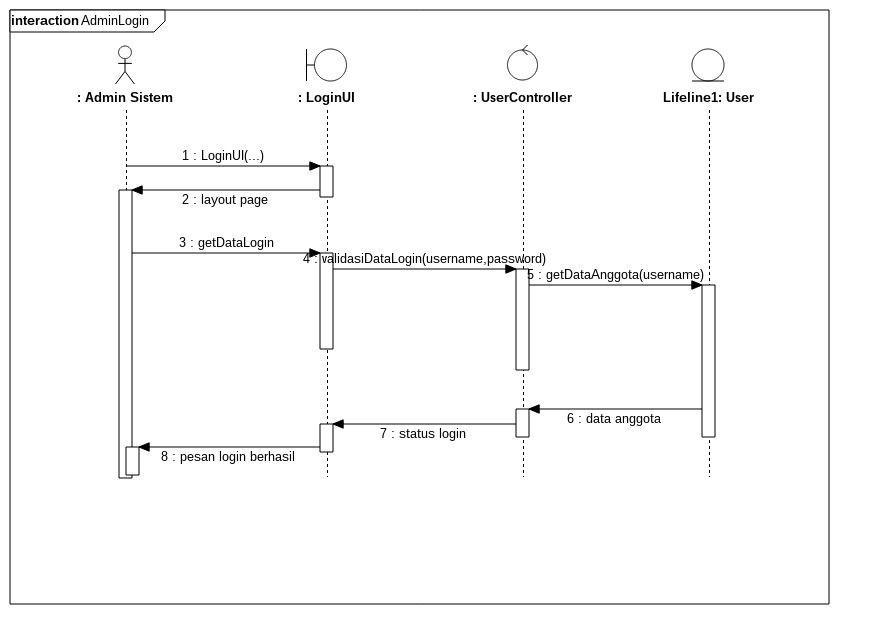 interaction AdminLogin
: Admin Sistem
: LoginUI
: UserController
Lifeline1: User
1 : LoginUI(...)
2 : layout page
3 : getDataLogin
4 : validasiDataLogin(username,password)
5 : getDataAnggota(username)
6 : data anggota
7 : status login
8 : pesan login berhasil